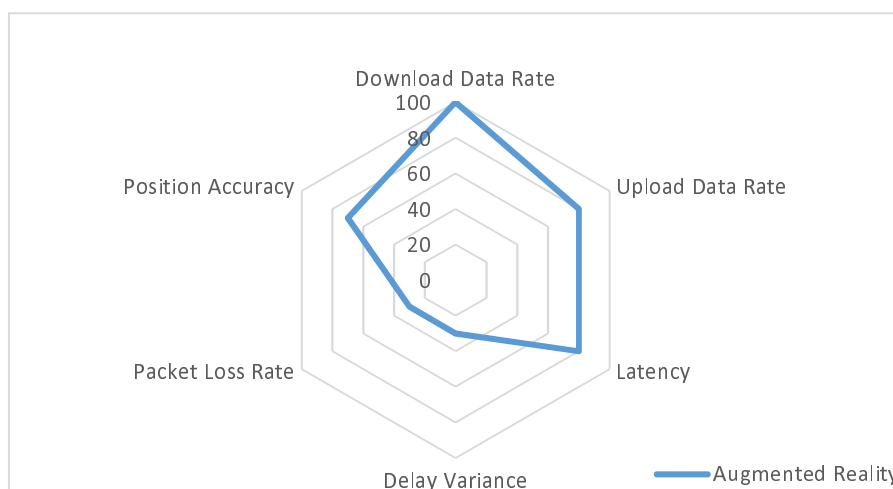 Download Data Rate
100
80
60
40
20
0
Position Accuracy
Upload Data Rate
Packet Loss Rate
Latency
Delay Variance
Augmented Reality